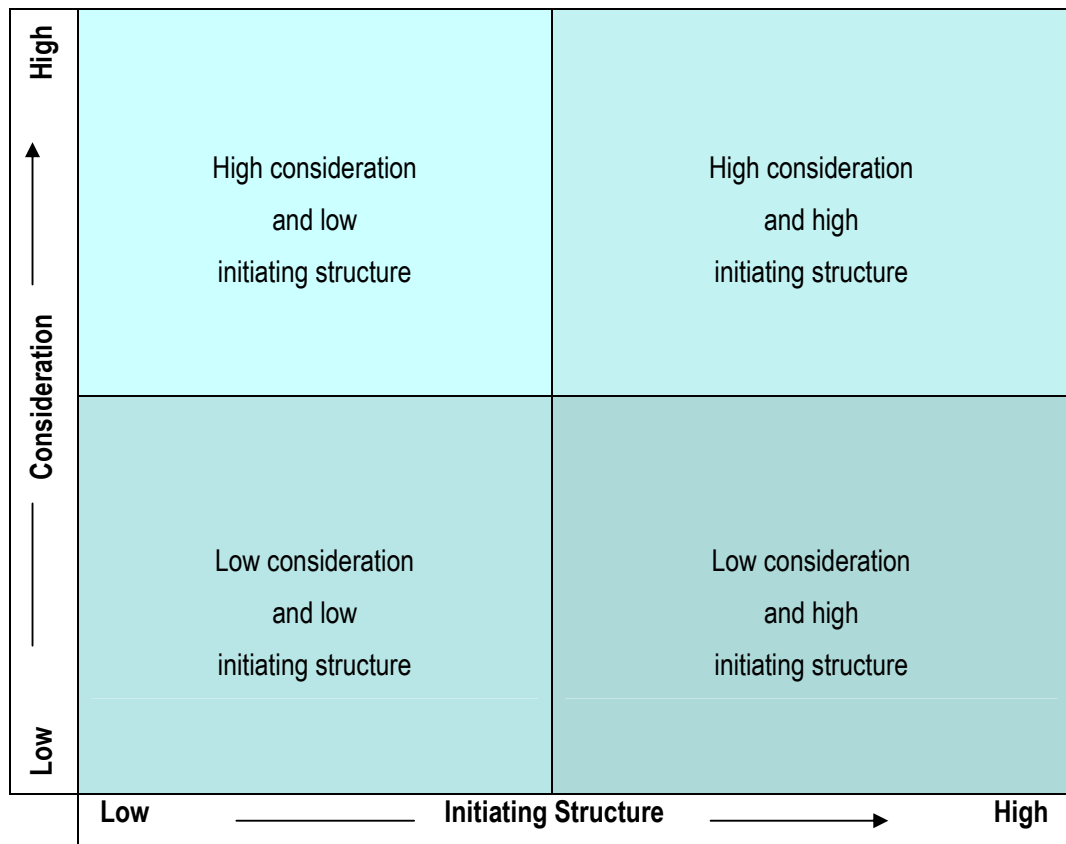 High
Consideration
Low
High consideration
and low
initiating structure
High consideration
and high
initiating structure
Low consideration
and low
initiating structure
Low consideration
and high
initiating structure
Low
Initiating Structure
High